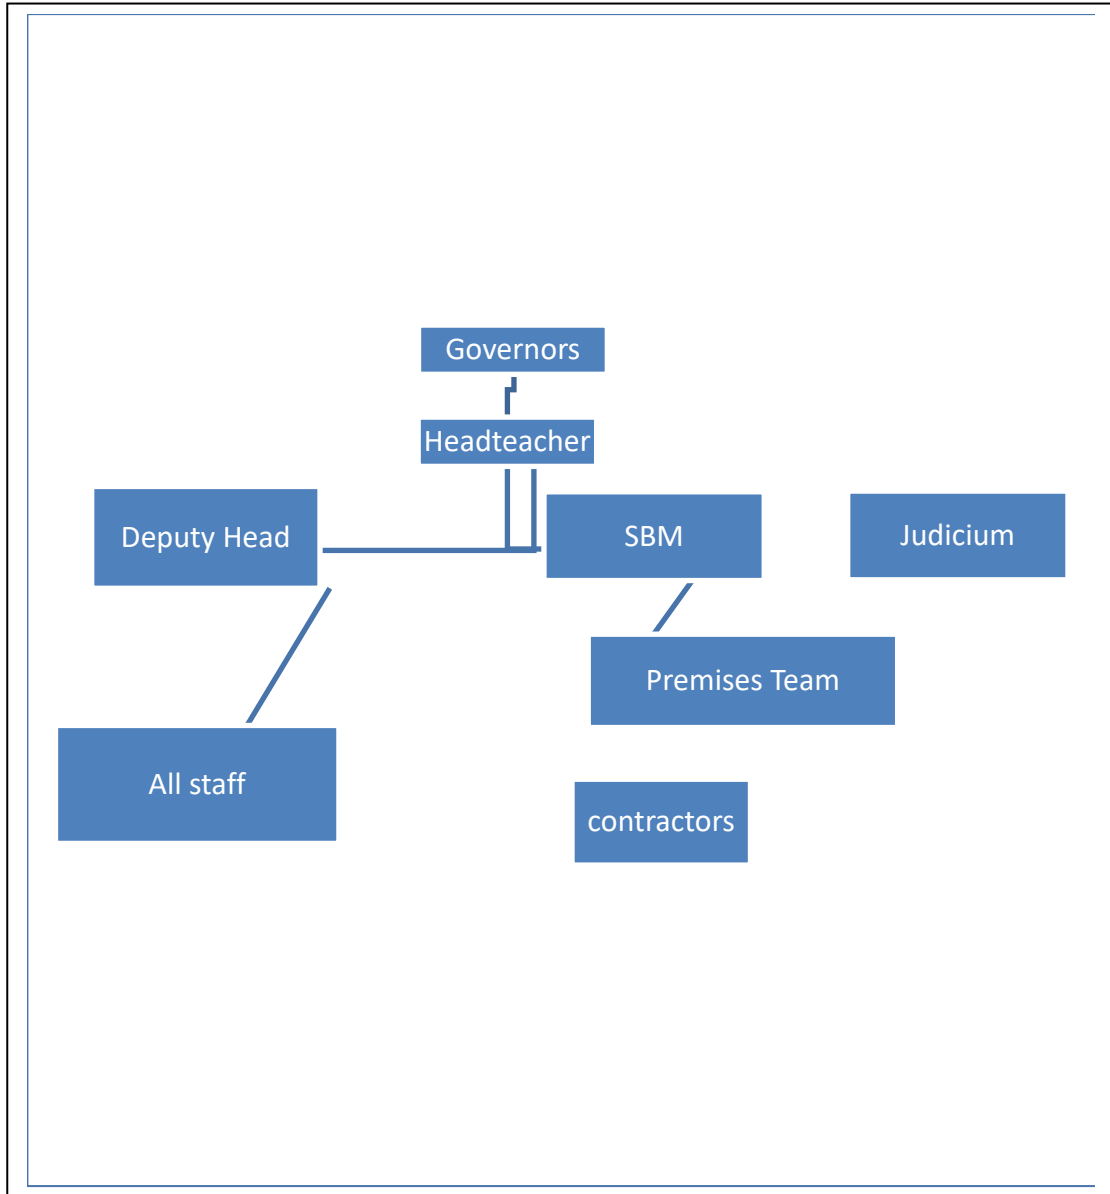 Governors
Headteacher
Deputy Head
SBM
Judicium
Premises Team
All staff
contractors